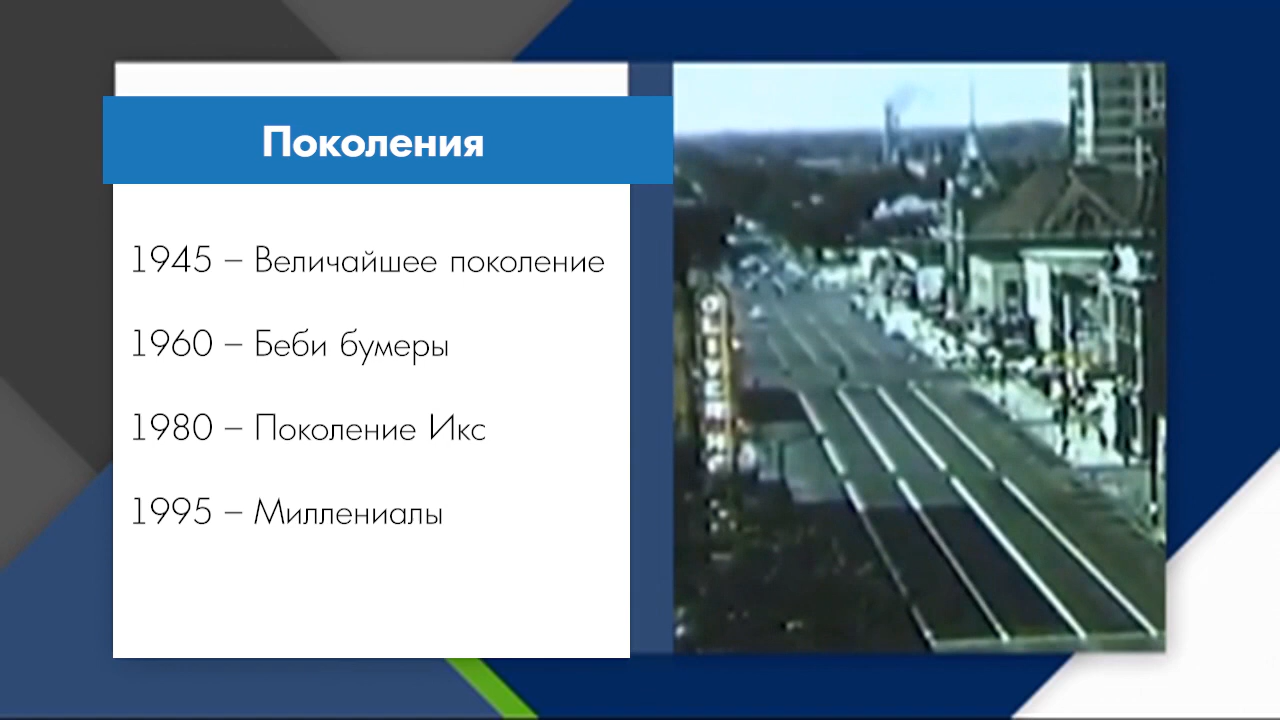 Поколения
1945 – Величайшее поколение
1960 – Беби бумеры
1980 – Поколение Икс
1995 – Миллениалы